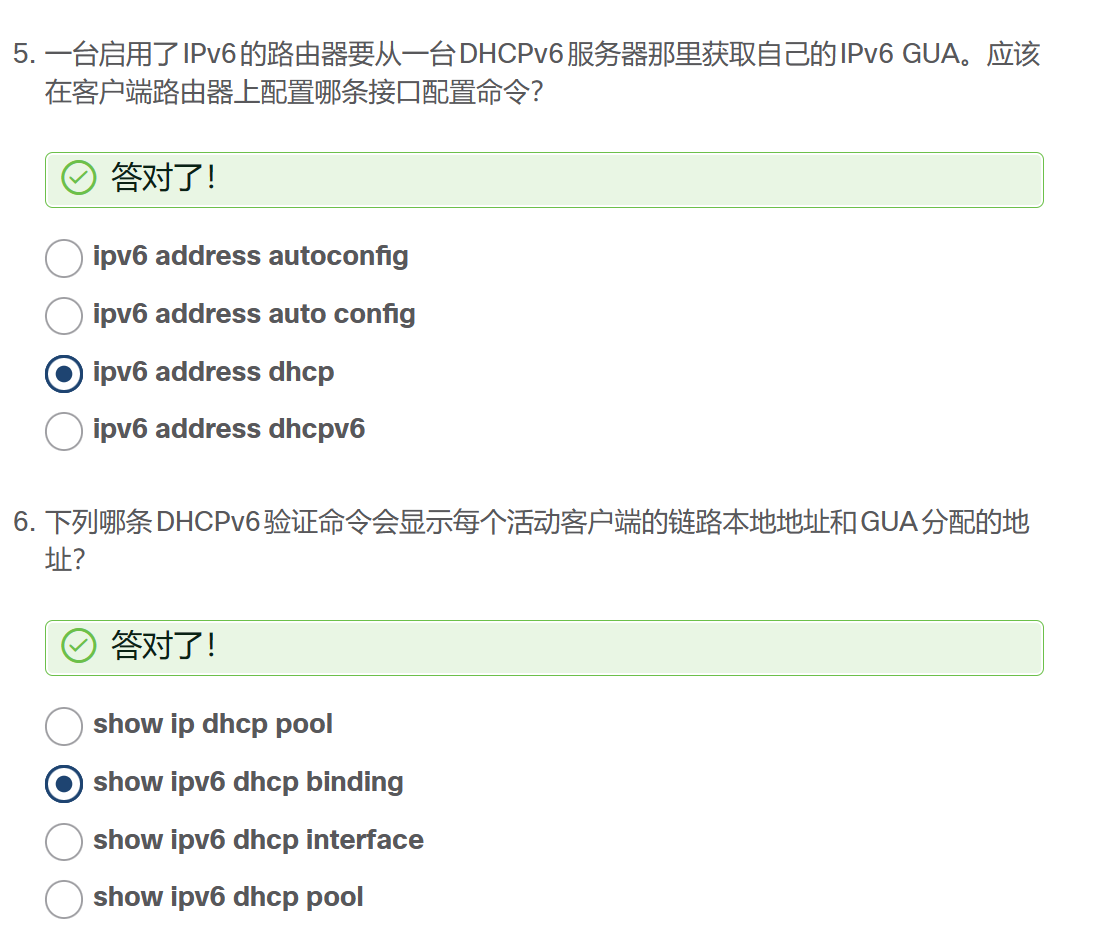 5. 一台启用了IPv6的路由器要从一台DHCPv6服务器那里获取自己的IPv6 GUA。应该
在客户端路由器上配置哪条接口配置命令？
答对了！
ipv6 address autoconfig
ipv6 address auto config
ipv6 address dhcp
ipv6 address dhcpv6
6. 下列哪条DHCPv6验证命令会显示每个活动客户端的链路本地地址和GUA分配的地
址？
答对了！
show ip dhcp pool
show ipv6 dhcp binding
show ipv6 dhcp interface
show ipv6 dhcp pool